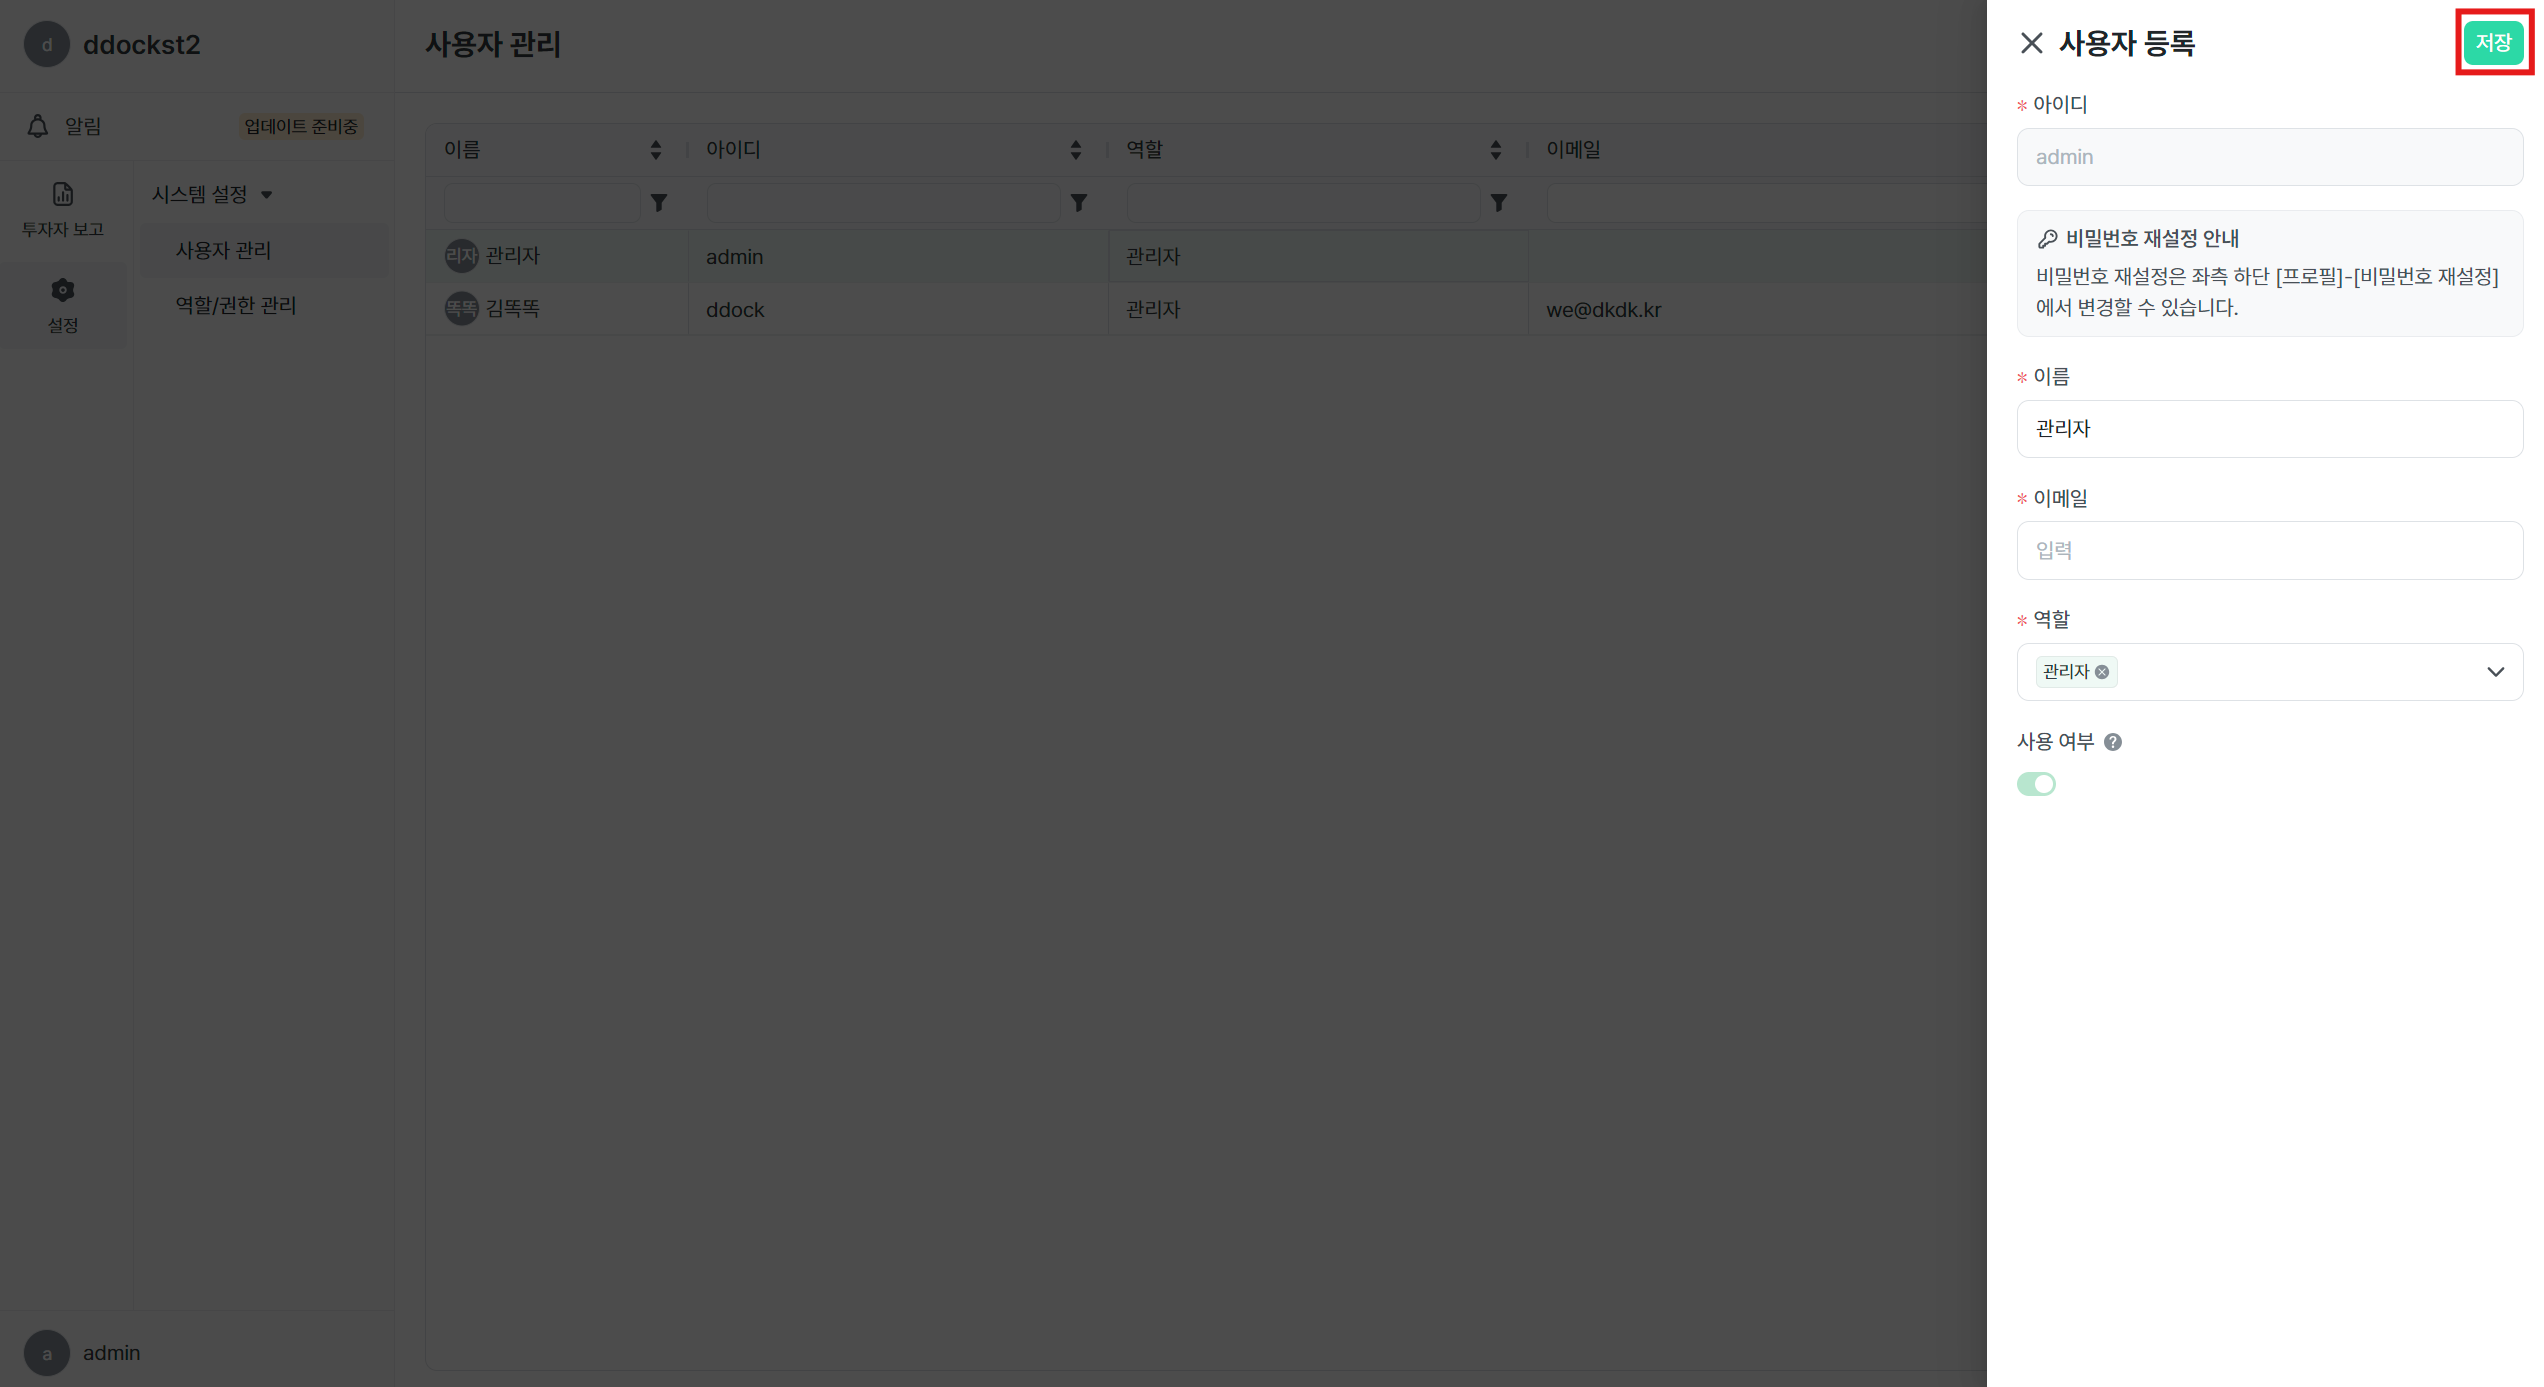 d ddockst2
알림 업데이트 준비중
투자자 보고
설정
시스템 설정
사용자 관리
역할/권한 관리
a admin
사용자 관리
이름 아이디 역할 이메일
리자 관리자 admin 관리자
똑똑 김똑똑 ddock 관리자 we@dkdk.kr
사용자 등록 저장
* 아이디
admin
비밀번호 재설정 안내
비밀번호 재설정은 좌측 하단 [프로필]-[비밀번호 재설정]
에서 변경할 수 있습니다.
* 이름
관리자
* 이메일
입력
* 역할
관리자
사용 여부 ?